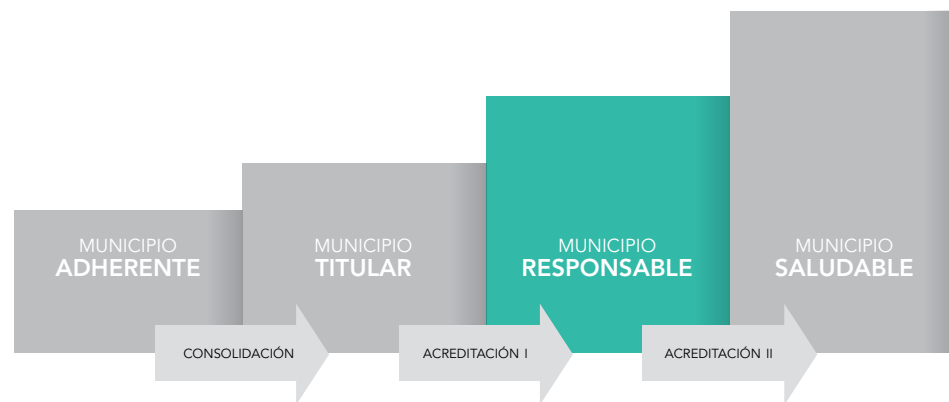 MUNICIPIO
ADHERENTE
MUNICIPIO
TITULAR
MUNICIPIO
RESPONSABLE
MUNICIPIO
SALUDABLE
CONSOLIDACIÓN
ACREDITACIÓN I
ACREDITACIÓN II